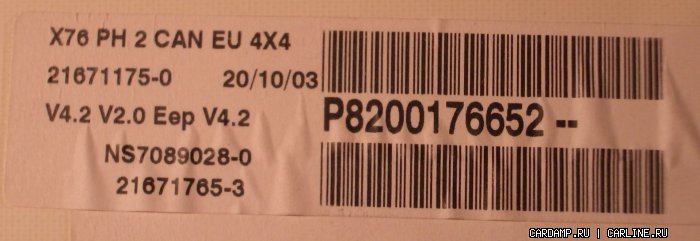 X76 PH 2 CAN EU 4X4
21671175-0 20/10/03
V4.2 V2.0 Eep V4.2
P8200176652 --
NS7089028-0
21671765-3
CARDAMP.RU | CARLINE.RU